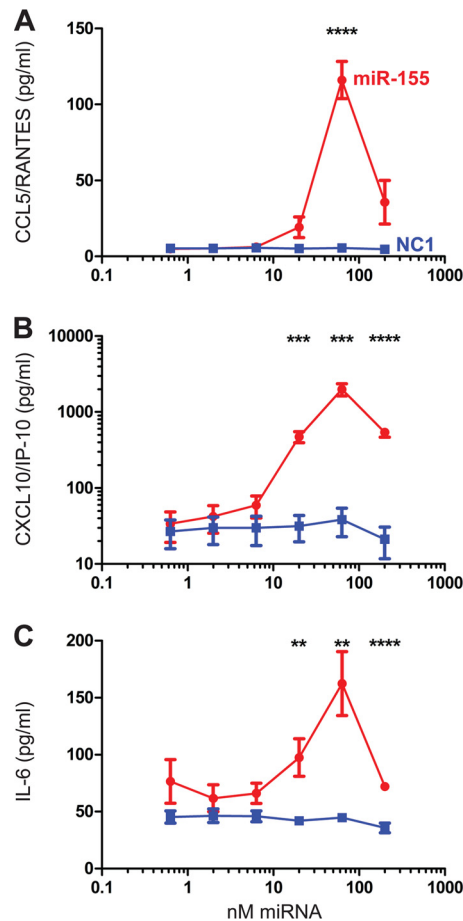 A
CCL5/RANTES (pg/ml)
150
100
50
0
****
miR-155
NC1
0.1 1 10 100 1000
B
CXCL10/IP-10 (pg/ml)
10000
1000
100
10
*** *** ****
0.1 1 10 100 1000
C
IL-6 (pg/ml)
200
150
100
50
0
** ** ****
0.1 1 10 100 1000
nM miRNA